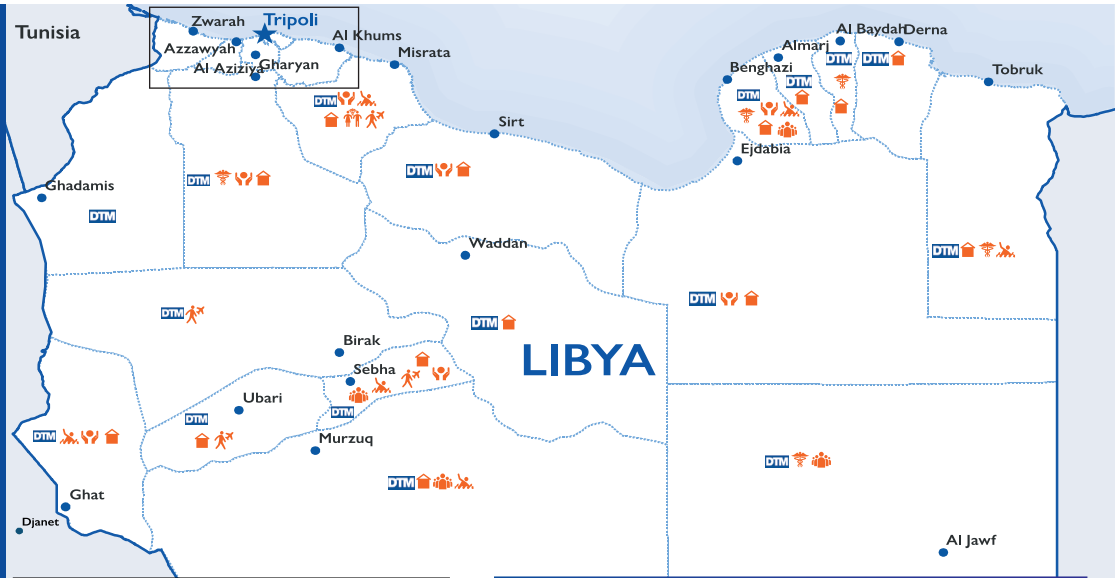 Tunisia
Zwarah
Tripoli
Azzawyah
Al Khums
Misrata
Al Aziziya
Gharyan
Al Baydah
Derna
Almarj
Benghazi
Tobruk
DTM
DTM
DTM
DTM
DTM
Sirt
Ejdabia
DTM
DTM
Ghadamis
DTM
Waddan
DTM
DTM
DTM
DTM
Birak
LIBYA
Sebha
Ubari
DTM
DTM
DTM
Murzuq
DTM
DTM
Ghat
Djanet
Al Jawf